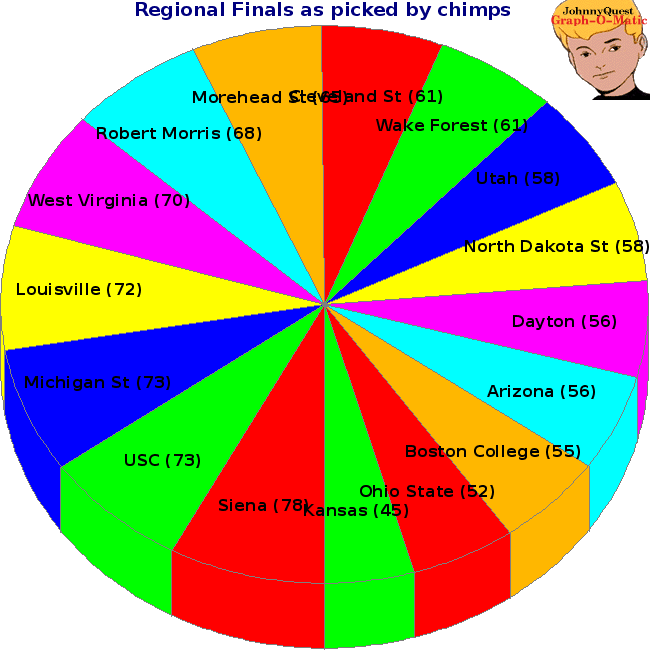 Regional Finals as picked by chimps
JohnnyQuest
Graph-O-Matic
Morehead St (65)
Cleveland St (61)
Wake Forest (61)
Robert Morris (68)
Utah (58)
West Virginia (70)
North Dakota St (58)
Louisville (72)
Dayton (56)
Michigan St (73)
Arizona (56)
Boston College (55)
USC (73)
Ohio State (52)
Siena (78)
Kansas (45)